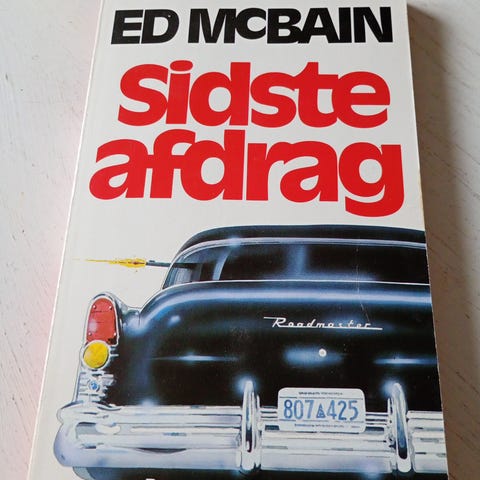 ED McBAIN
Sidste
afdrag
Roadmaster
807▲425